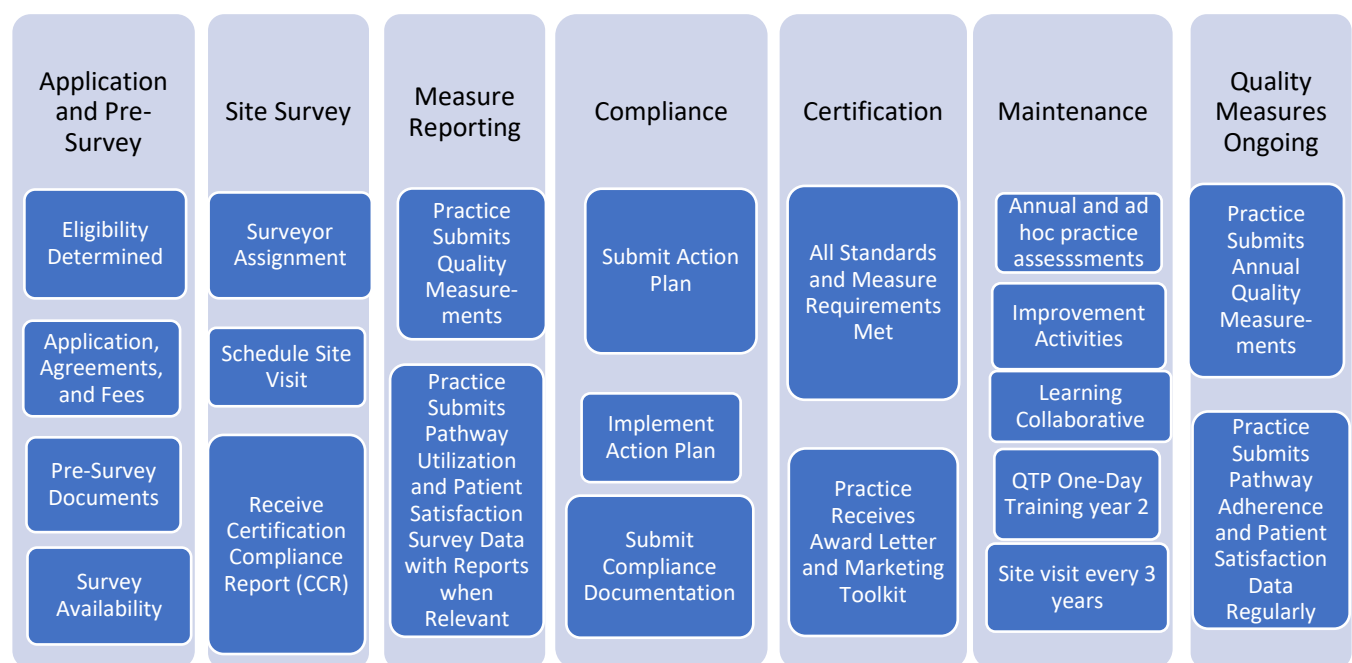 Application
and Pre-
Survey
Eligibility
Determined
Application,
Agreements,
and Fees
Pre-Survey
Documents
Survey
Availability
Site Survey
Surveyor
Assignment
Schedule Site
Visit
Receive
Certification
Compliance
Report (CCR)
Measure
Reporting
Practice
Submits
Quality
Measure-
ments
Practice
Submits
Pathway
Utilization
and Patient
Satisfaction
Survey Data
with Reports
when
Relevant
Compliance
Submit Action
Plan
Implement
Action Plan
Submit
Compliance
Documentation
Certification
All Standards
and Measure
Requirements
Met
Practice
Receives
Award Letter
and Marketing
Toolkit
Maintenance
Annual and ad
hoc practice
assesssments
Improvement
Activities
Learning
Collaborative
QTP One-Day
Training year 2
Site visit every 3
years
Quality
Measures
Ongoing
Practice
Submits
Annual
Quality
Measure-
ments
Practice
Submits
Pathway
Adherence
and Patient
Satisfaction
Data
Regularly